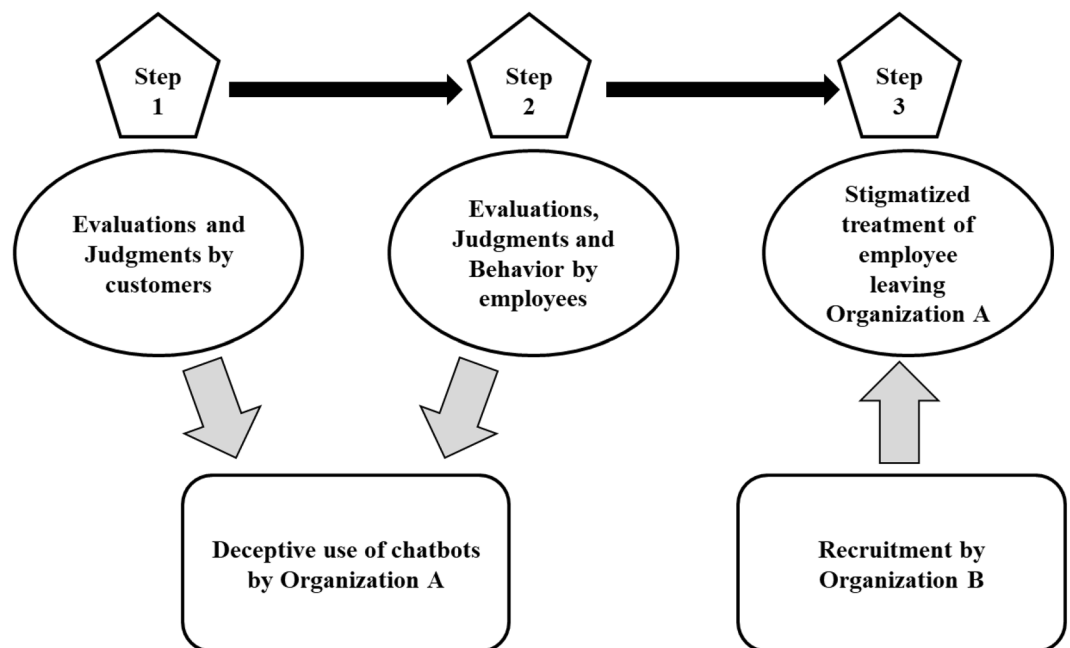 Step
1
Step
2
Step
3
Evaluations and
Judgments by
customers
Evaluations,
Judgments and
Behavior by
employees
Stigmatized
treatment of
employee
leaving
Organization A
Deceptive use of chatbots
by Organization A
Recruitment by
Organization B